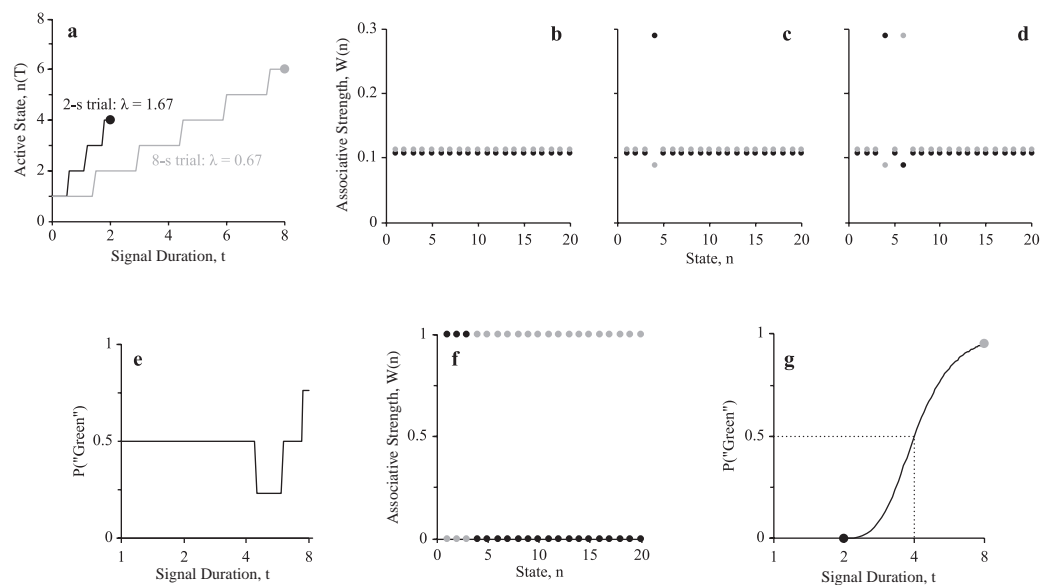 a
8
6
4
2
0
0 2 4 6 8
Active State, n(T)
Signal Duration, t
2-s trial: λ = 1.67
8-s trial: λ = 0.67
b
c
d
0.3
0.2
0.1
0
0 5 10 15 20
0 5 10 15 20
0 5 10 15 20
Associative Strength, W(n)
State, n
e
1
0.5
0
1 2 4 8
P("Green")
Signal Duration, t
f
1
0.5
0
0 5 10 15 20
Associative Strength, W(n)
State, n
g
1
0.5
0
1 2 4 8
P("Green")
Signal Duration, t